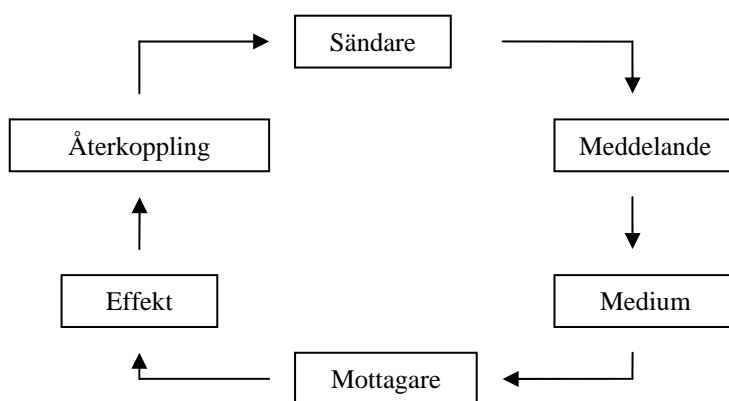 Sändare
Återkoppling
Meddelande
Effekt
Medium
Mottagare